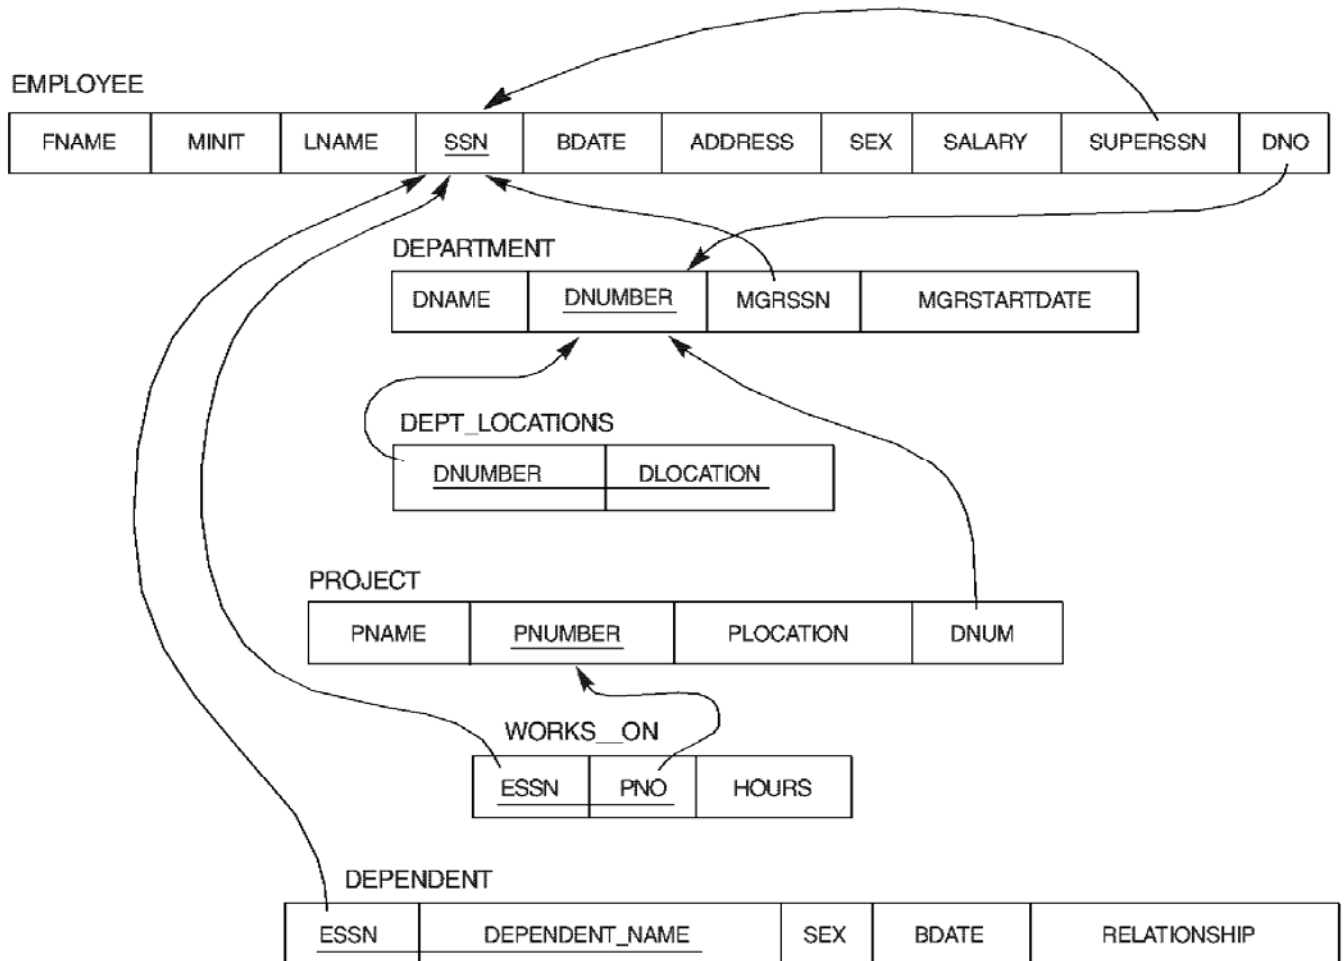 EMPLOYEE
FNAME MINIT LNAME SSN BDATE ADDRESS SEX SALARY SUPERSSN DNO
DEPARTMENT
DNAME DNUMBER MGRSSN MGRSTARTDATE
DEPT_LOCATIONS
DNUMBER DLOCATION
PROJECT
PNAME PNUMBER PLOCATION DNUM
WORKS__ON
ESSN PNO HOURS
DEPENDENT
ESSN DEPENDENT_NAME SEX BDATE RELATIONSHIP